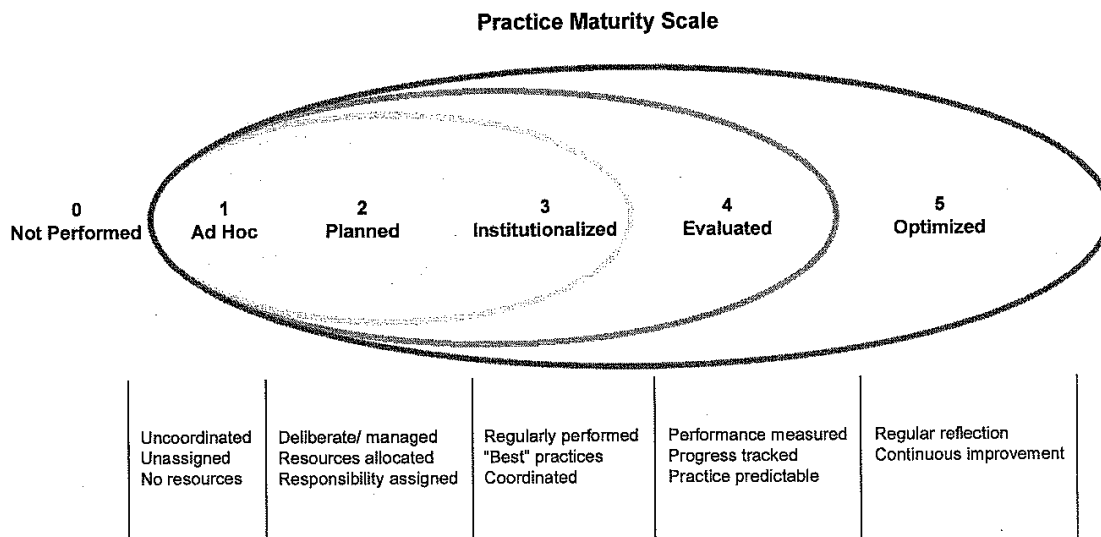 Practice Maturity Scale
0
Not Performed
1
Ad Hoc
2
Planned
3
Institutionalized
4
Evaluated
5
Optimized
Uncoordinated
Unassigned
No resources
Deliberate/ managed
Resources allocated
Responsibility assigned
Regularly performed
"Best" practices
Coordinated
Performance measured
Progress tracked
Practice predictable
Regular reflection
Continuous improvement